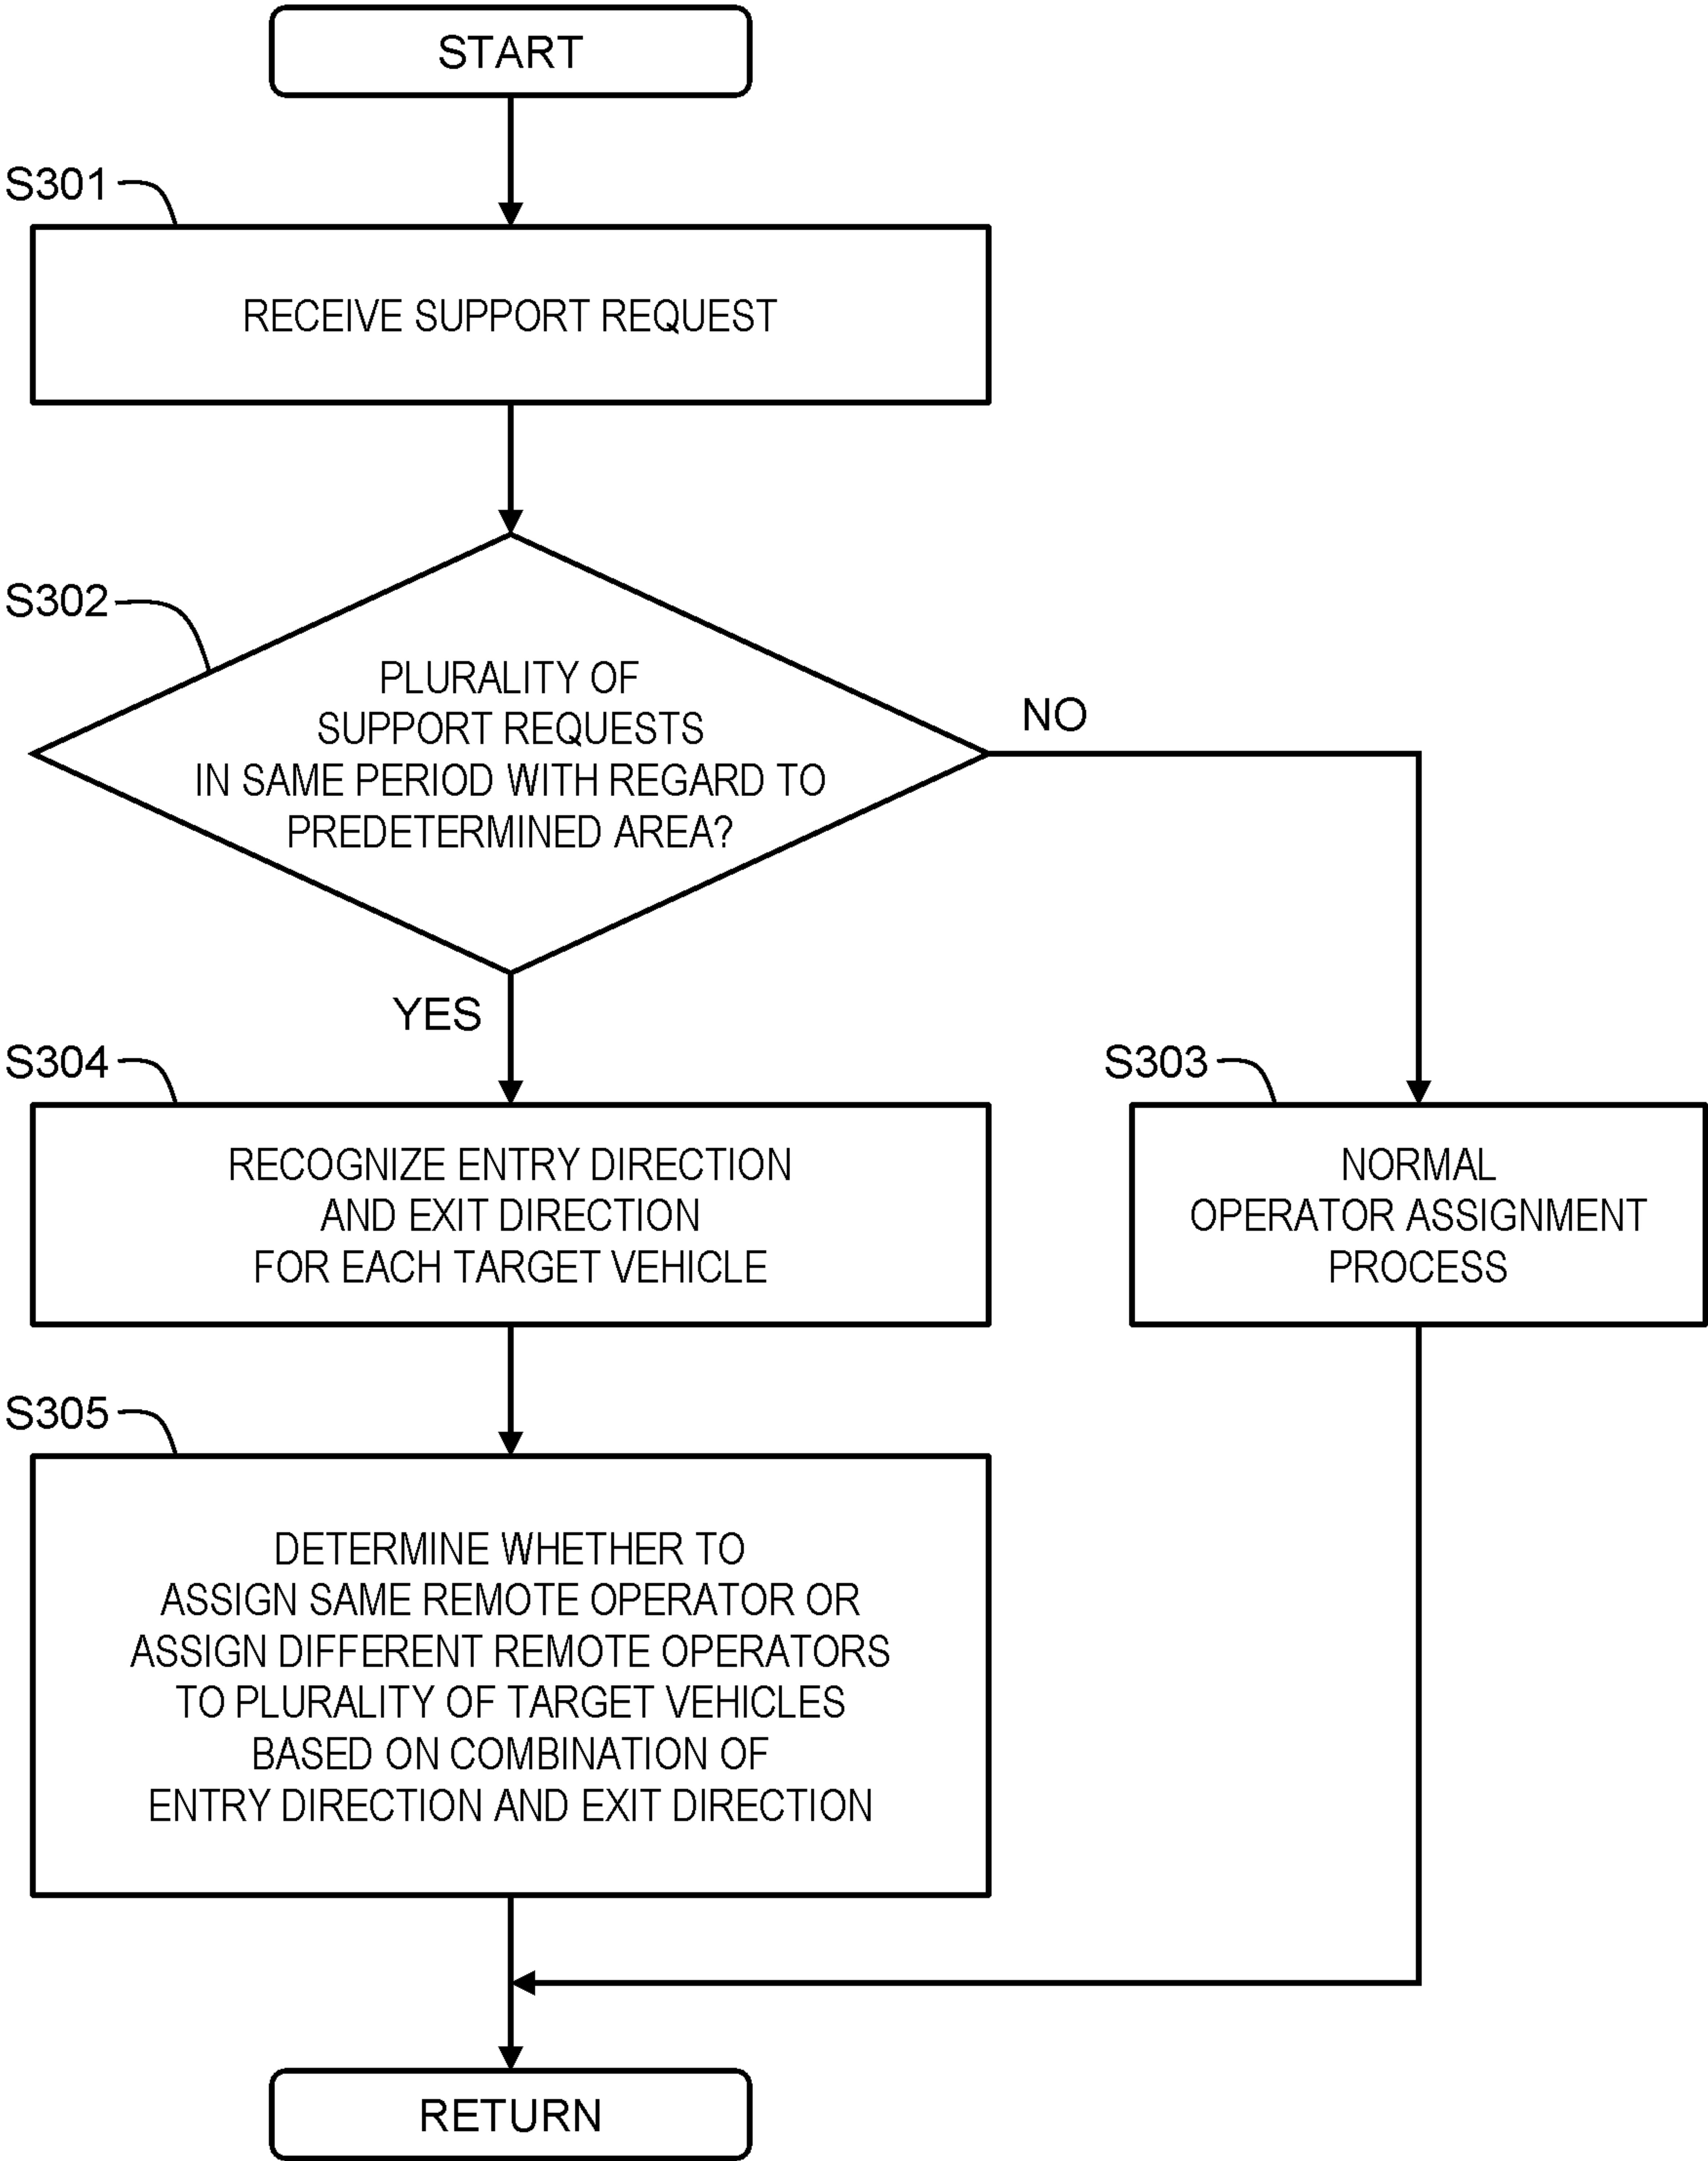 START
S301
RECEIVE SUPPORT REQUEST
S302
PLURALITY OF
SUPPORT REQUESTS
IN SAME PERIOD WITH REGARD TO
PREDETERMINED AREA?
NO
YES
S304
RECOGNIZE ENTRY DIRECTION
AND EXIT DIRECTION
FOR EACH TARGET VEHICLE
S303
NORMAL
OPERATOR ASSIGNMENT
PROCESS
S305
DETERMINE WHETHER TO
ASSIGN SAME REMOTE OPERATOR OR
ASSIGN DIFFERENT REMOTE OPERATORS
TO PLURALITY OF TARGET VEHICLES
BASED ON COMBINATION OF
ENTRY DIRECTION AND EXIT DIRECTION
RETURN